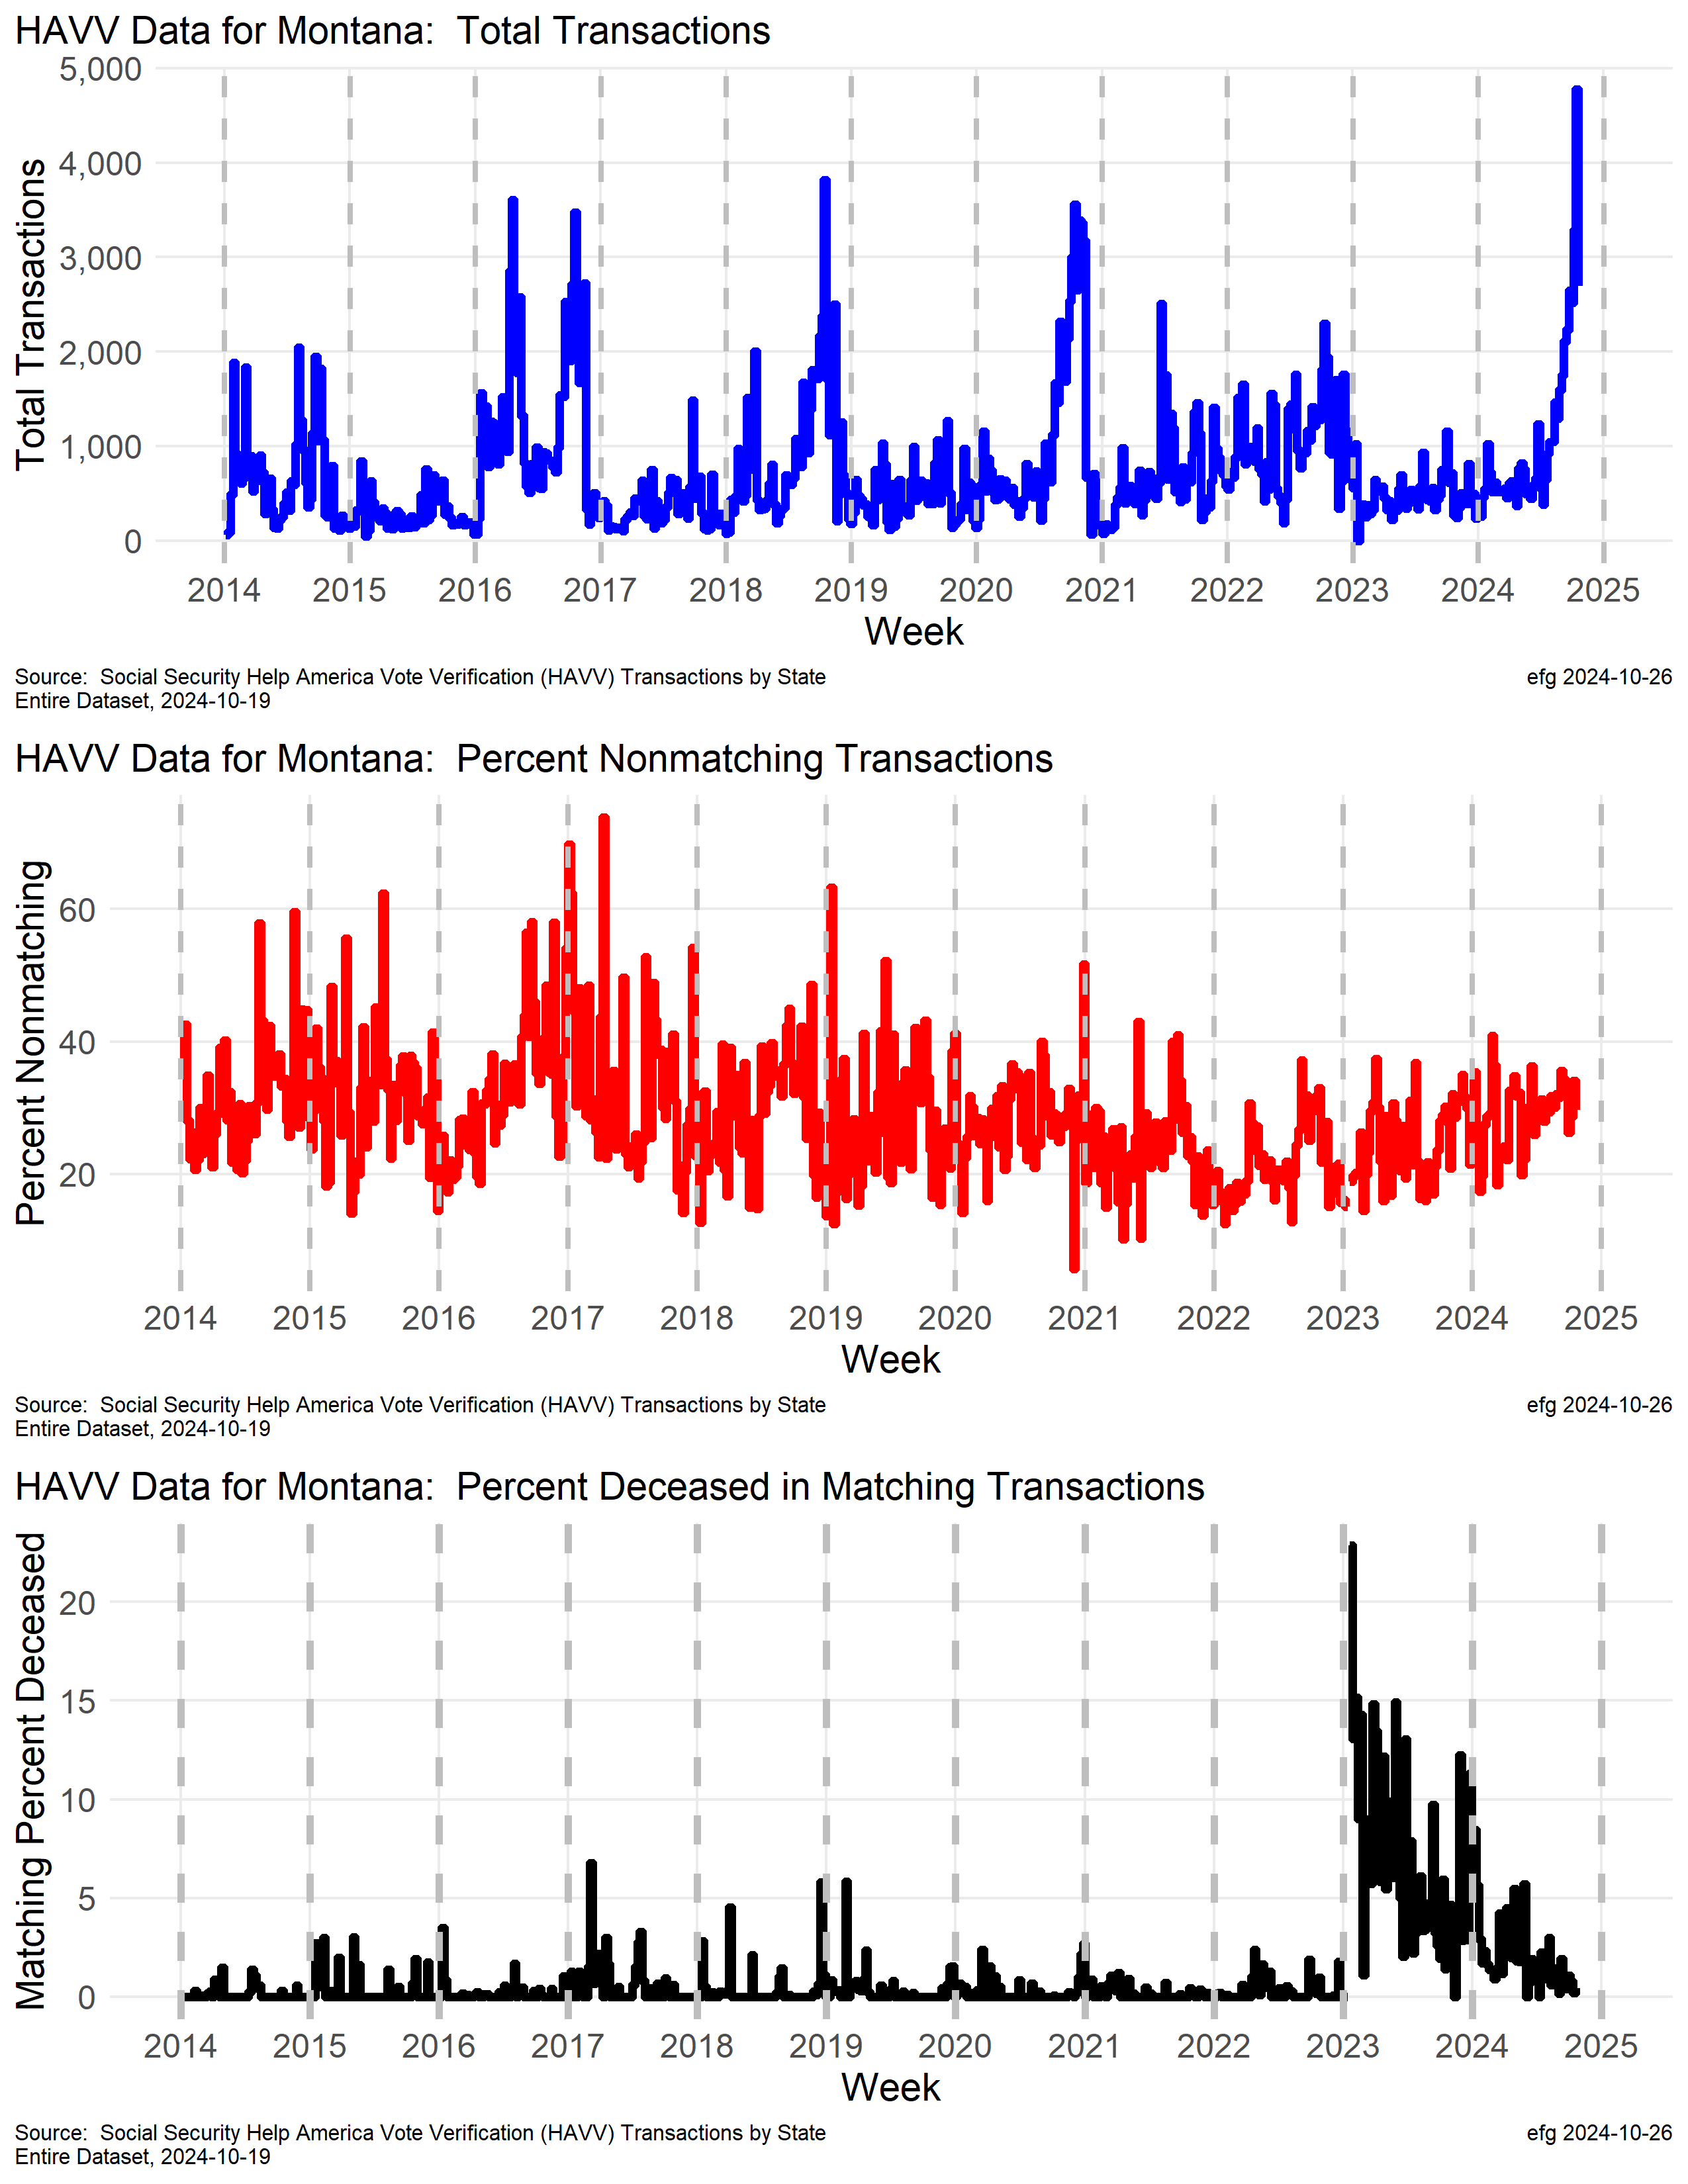 HAVV Data for Montana:  Total Transactions
Total Transactions
5,000
4,000
3,000
2,000
1,000
0
2014 2015 2016 2017 2018 2019 2020 2021 2022 2023 2024 2025
Week
Source:  Social Security Help America Vote Verification (HAVV) Transactions by State efg 2024-10-26
Entire Dataset, 2024-10-19
HAVV Data for Montana:  Percent Nonmatching Transactions
Percent Nonmatching
60
40
20
2014 2015 2016 2017 2018 2019 2020 2021 2022 2023 2024 2025
Week
Source:  Social Security Help America Vote Verification (HAVV) Transactions by State efg 2024-10-26
Entire Dataset, 2024-10-19
HAVV Data for Montana:  Percent Deceased in Matching Transactions
Matching Percent Deceased
20
15
10
5
0
2014 2015 2016 2017 2018 2019 2020 2021 2022 2023 2024 2025
Week
Source:  Social Security Help America Vote Verification (HAVV) Transactions by State efg 2024-10-26
Entire Dataset, 2024-10-19